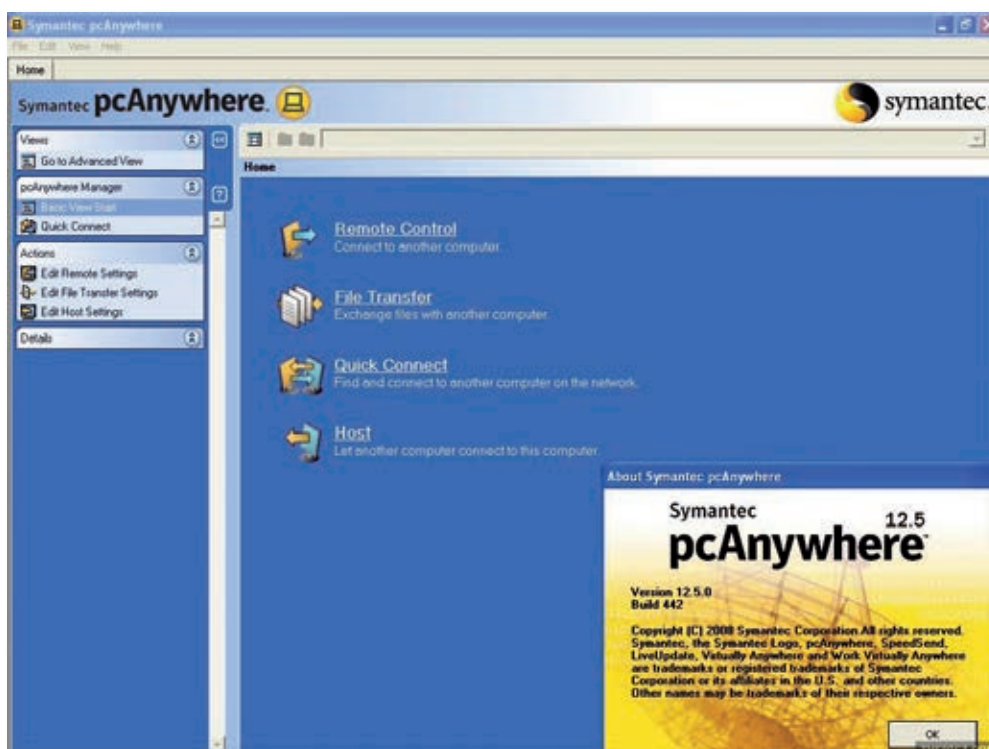 Symantec pcAnywhere
File Edit View Help
Home
Symantec pcAnywhere.
symantec.
Views
Go to Advanced View
pcAnywhere Manager
Basic View Start
Quick Connect
Actions
Edit Remote Settings
Edit File Transfer Settings
Edit Host Settings
Details
Home
Remote Control
Connect to another computer.
File Transfer
Exchange files with another computer.
Quick Connect
Find and connect to another computer on the network.
Host
Let another computer connect to this computer.
About Symantec pcAnywhere
Symantec
12.5
pcAnywhere™
Version 12.5.0
Build 442
Copyright (C) 2008 Symantec Corporation.All rights reserved.
Symantec, the Symantec Logo, pcAnywhere, SpeedSend,
LiveUpdate, Virtually Anywhere and Work Virtually Anywhere
are trademarks or registered trademarks of Symantec
Corporation or its affiliates in the U.S. and other countries.
Other names may be trademarks of their respective owners.
OK